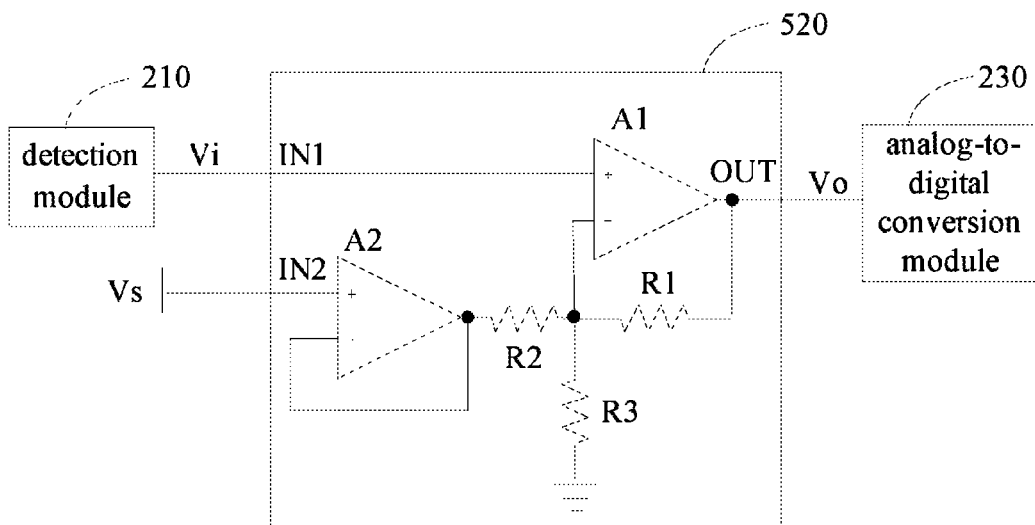 210
520
230
detection
module
Vi
IN1
A1
+
−
OUT
Vo
analog-to-
digital
conversion
module
Vs
IN2
A2
+
-
R2
R1
R3